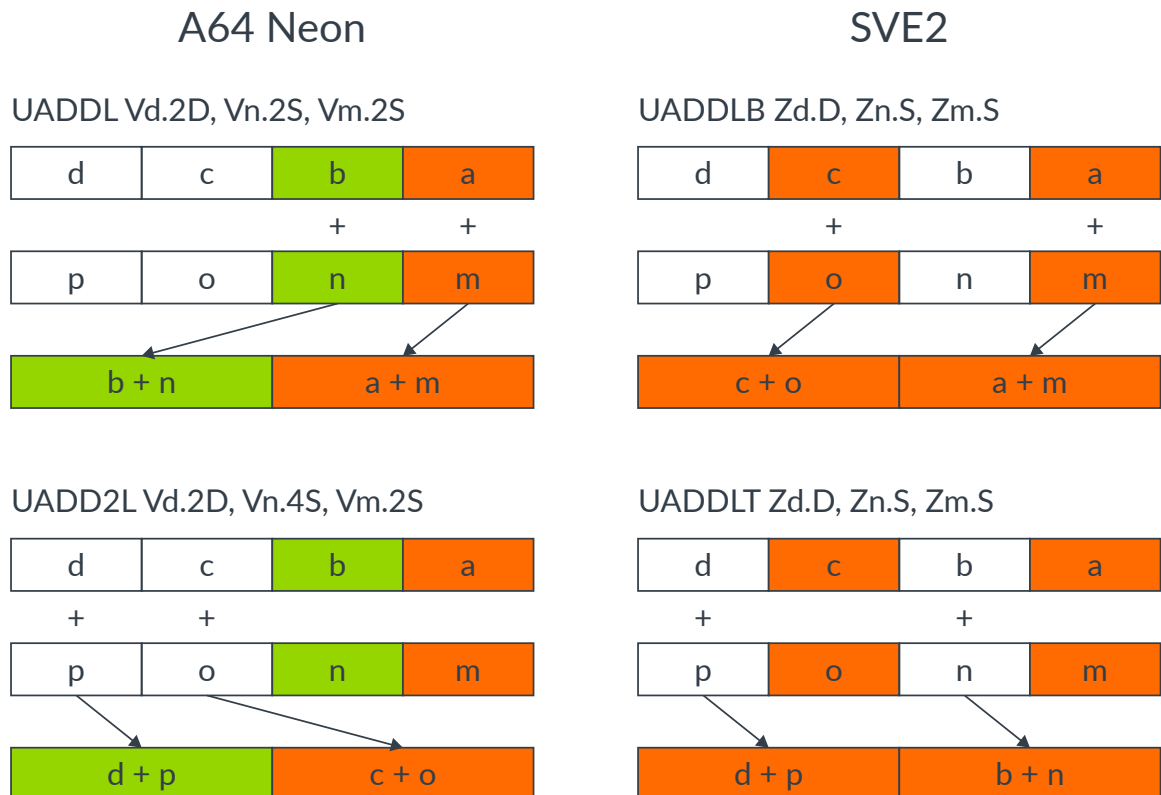 A64 Neon
UADDL Vd.2D, Vn.2S, Vm.2S
d c b a
+ +
p o n m
b + n a + m
UADD2L Vd.2D, Vn.4S, Vm.2S
d c b a
+ +
p o n m
d + p c + o
SVE2
UADDLB Zd.D, Zn.S, Zm.S
d c b a
+ +
p o n m
c + o a + m
UADDLT Zd.D, Zn.S, Zm.S
d c b a
+ +
p o n m
d + p b + n